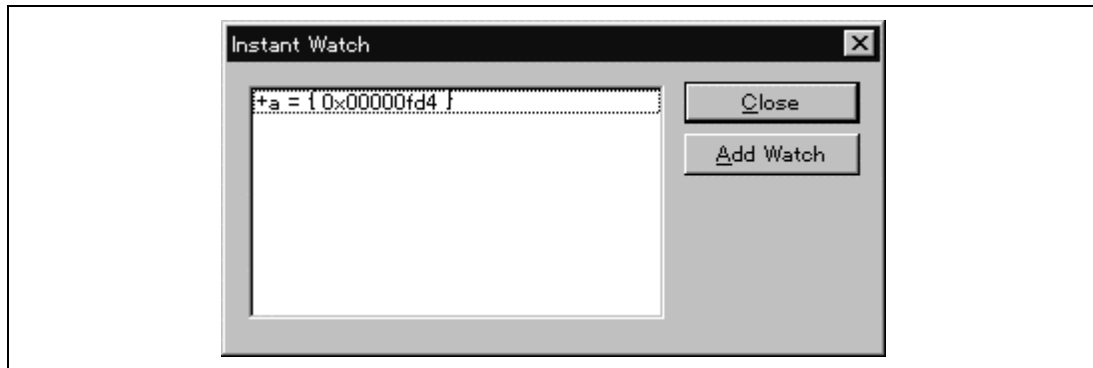 Instant Watch
+a = { 0x00000fd4 }
Close
Add Watch